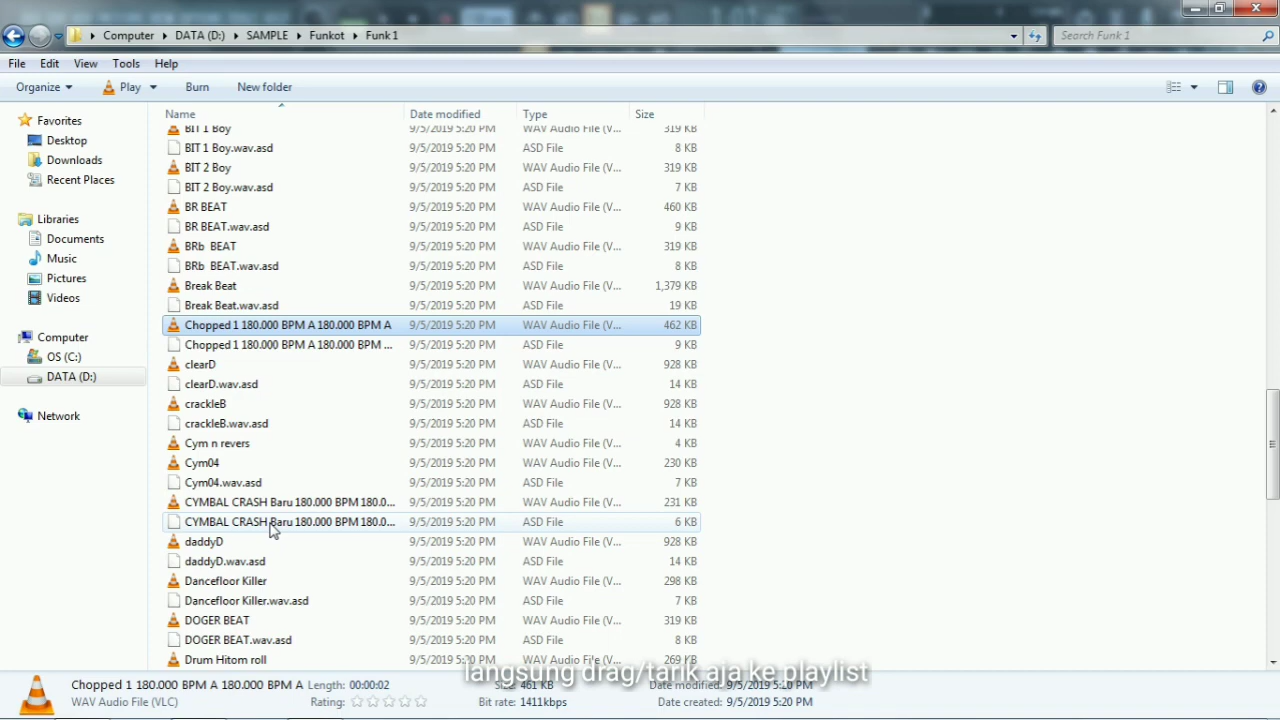 Computer DATA (D:) SAMPLE Funkot Funk 1 Search Funk 1
File Edit View Tools Help
Organize Play Burn New folder
Name Date modified Type Size
Favorites
Desktop
Downloads
Recent Places
Libraries
Documents
Music
Pictures
Videos
Computer
OS (C:)
DATA (D:)
Network
BIT 1 Boy 9/5/2019 5:20 PM WAV Audio File (V... 319 KB
BIT 1 Boy.wav.asd 9/5/2019 5:20 PM ASD File 8 KB
BIT 2 Boy 9/5/2019 5:20 PM WAV Audio File (V... 319 KB
BIT 2 Boy.wav.asd 9/5/2019 5:20 PM ASD File 7 KB
BR BEAT 9/5/2019 5:20 PM WAV Audio File (V... 460 KB
BR BEAT.wav.asd 9/5/2019 5:20 PM ASD File 9 KB
BRb BEAT 9/5/2019 5:20 PM WAV Audio File (V... 319 KB
BRb BEAT.wav.asd 9/5/2019 5:20 PM ASD File 8 KB
Break Beat 9/5/2019 5:20 PM WAV Audio File (V... 1,379 KB
Break Beat.wav.asd 9/5/2019 5:20 PM ASD File 19 KB
Chopped 1 180.000 BPM A 180.000 BPM A 9/5/2019 5:20 PM WAV Audio File (V... 462 KB
Chopped 1 180.000 BPM A 180.000 BPM ... 9/5/2019 5:20 PM ASD File 9 KB
clearD 9/5/2019 5:20 PM WAV Audio File (V... 928 KB
clearD.wav.asd 9/5/2019 5:20 PM ASD File 14 KB
crackleB 9/5/2019 5:20 PM WAV Audio File (V... 928 KB
crackleB.wav.asd 9/5/2019 5:20 PM ASD File 14 KB
Cym n revers 9/5/2019 5:20 PM WAV Audio File (V... 4 KB
Cym04 9/5/2019 5:20 PM WAV Audio File (V... 230 KB
Cym04.wav.asd 9/5/2019 5:20 PM ASD File 7 KB
CYMBAL CRASH Baru 180.000 BPM 180.0... 9/5/2019 5:20 PM WAV Audio File (V... 231 KB
CYMBAL CRASH Baru 180.000 BPM 180.0... 9/5/2019 5:20 PM ASD File 6 KB
daddyD 9/5/2019 5:20 PM WAV Audio File (V... 928 KB
daddyD.wav.asd 9/5/2019 5:20 PM ASD File 14 KB
Dancefloor Killer 9/5/2019 5:20 PM WAV Audio File (V... 298 KB
Dancefloor Killer.wav.asd 9/5/2019 5:20 PM ASD File 7 KB
DOGER BEAT 9/5/2019 5:20 PM WAV Audio File (V... 319 KB
DOGER BEAT.wav.asd 9/5/2019 5:20 PM ASD File 8 KB
Drum Hitom roll 9/5/2019 5:20 PM WAV Audio File (V... 269 KB
langsung drag/tarik aja ke playlist
Chopped 1 180.000 BPM A 180.000 BPM A Length: 00:00:02 Size: 461 KB Date modified: 9/5/2019 5:20 PM
WAV Audio File (VLC) Rating: Bit rate: 1411kbps Date created: 9/5/2019 5:20 PM